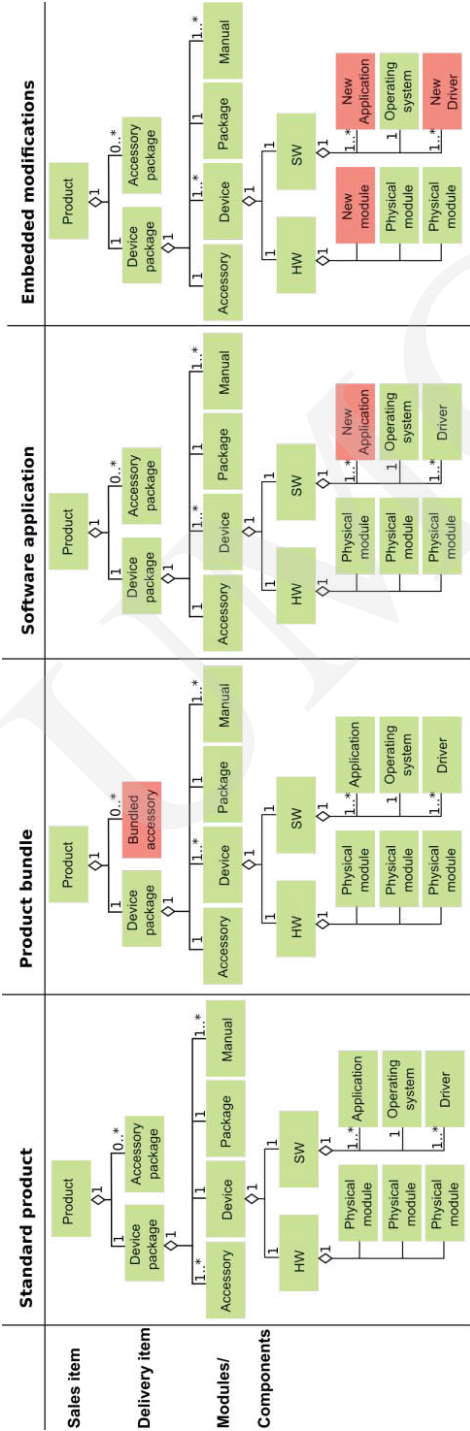 Standard product
Product bundle
Software application
Embedded modifications
Sales item
Delivery item
Modules/
Components
Product
1
1
0..*
Device
package
Accessory
package
1
1..*
1
1
1..*
Accessory
Device
Package
Manual
1
1
1
HW
SW
1
1
Physical
module
Physical
module
Physical
module
1..*
Application
1
Operating
system
1..*
Driver
Product
1
1
0..*
Device
package
Bundled
accessory
1
1
1..*
1
1..*
Accessory
Device
Package
Manual
1
1
1
HW
SW
1
1
Physical
module
Physical
module
Physical
module
1..*
Application
1
Operating
system
1..*
Driver
Product
1
1
0..*
Device
package
Accessory
package
1
1
1..*
1
1..*
Accessory
Device
Package
Manual
1
1
1
HW
SW
1
1
Physical
module
Physical
module
Physical
module
1..*
New
Application
1
Operating
system
1..*
Driver
Product
1
1
0..*
Device
package
Accessory
package
1
1
1..*
1
1..*
Accessory
Device
Package
Manual
1
1
1
HW
SW
1
1
New
module
Physical
module
Physical
module
1..*
New
Application
1
Operating
system
1..*
New
Driver